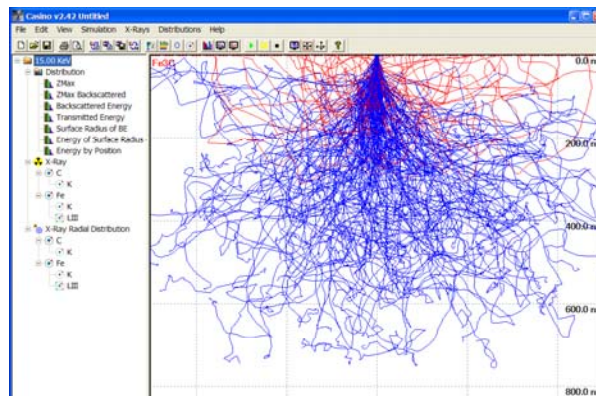 Casino v2.42 Untitled
File Edit View Simulation X-Rays Distributions Help
15.00 KeV
Distribution
ZMax
ZMax Backscattered
Backscattered Energy
Transmitted Energy
Surface Radius of BE
Energy of Surface Radius
Energy by Position
X-Ray
C
K
Fe
K
LIII
X-Ray Radial Distribution
C
K
Fe
K
LIII
Fe3C
0.0 n
200.0 n
400.0 n
600.0 n
800.0 n